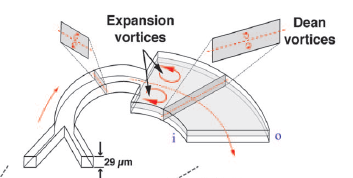 Expansion
vortices
Dean
vortices
i
o
29 µm